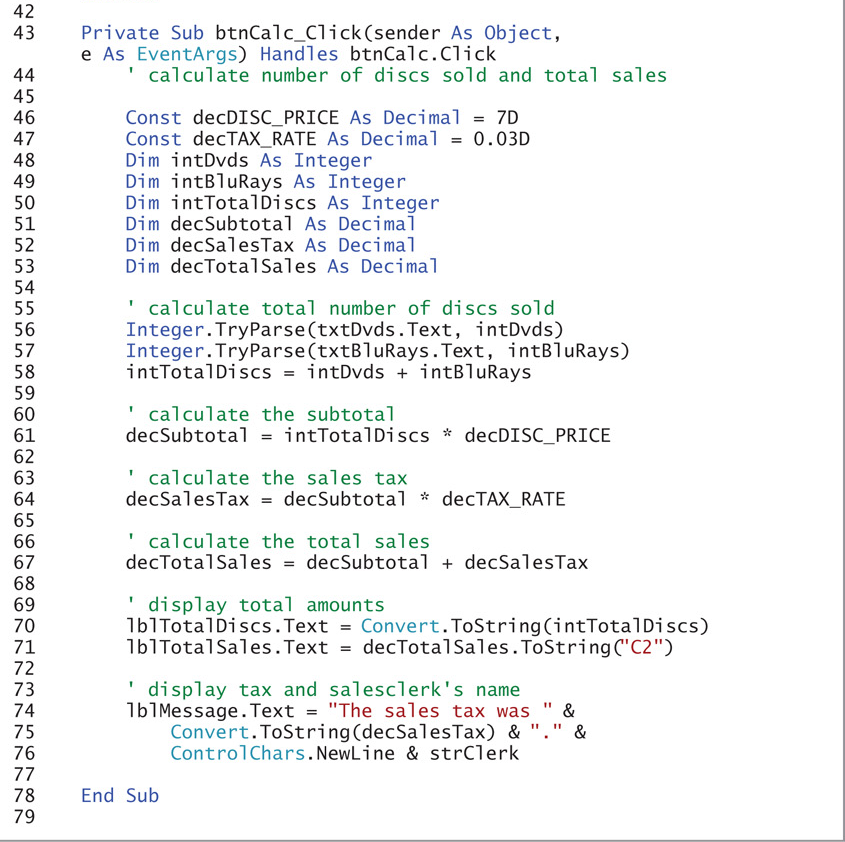 42
43 Private Sub btnCalc_Click(sender As Object,
e As EventArgs) Handles btnCalc.Click
44 ' calculate number of discs sold and total sales
45
46 Const decDISC_PRICE As Decimal = 7D
47 Const decTAX_RATE As Decimal = 0.03D
48 Dim intDvds As Integer
49 Dim intBluRays As Integer
50 Dim intTotalDiscs As Integer
51 Dim decSubtotal As Decimal
52 Dim decSalesTax As Decimal
53 Dim decTotalSales As Decimal
54
55 ' calculate total number of discs sold
56 Integer.TryParse(txtDvds.Text, intDvds)
57 Integer.TryParse(txtBluRays.Text, intBluRays)
58 intTotalDiscs = intDvds + intBluRays
59
60 ' calculate the subtotal
61 decSubtotal = intTotalDiscs * decDISC_PRICE
62
63 ' calculate the sales tax
64 decSalesTax = decSubtotal * decTAX_RATE
65
66 ' calculate the total sales
67 decTotalSales = decSubtotal + decSalesTax
68
69 ' display total amounts
70 lblTotalDiscs.Text = Convert.ToString(intTotalDiscs)
71 lblTotalSales.Text = decTotalSales.ToString("C2")
72
73 ' display tax and salesclerk's name
74 lblMessage.Text = "The sales tax was " &
75 Convert.ToString(decSalesTax) & "." &
76 ControlChars.NewLine & strClerk
77
78 End Sub
79